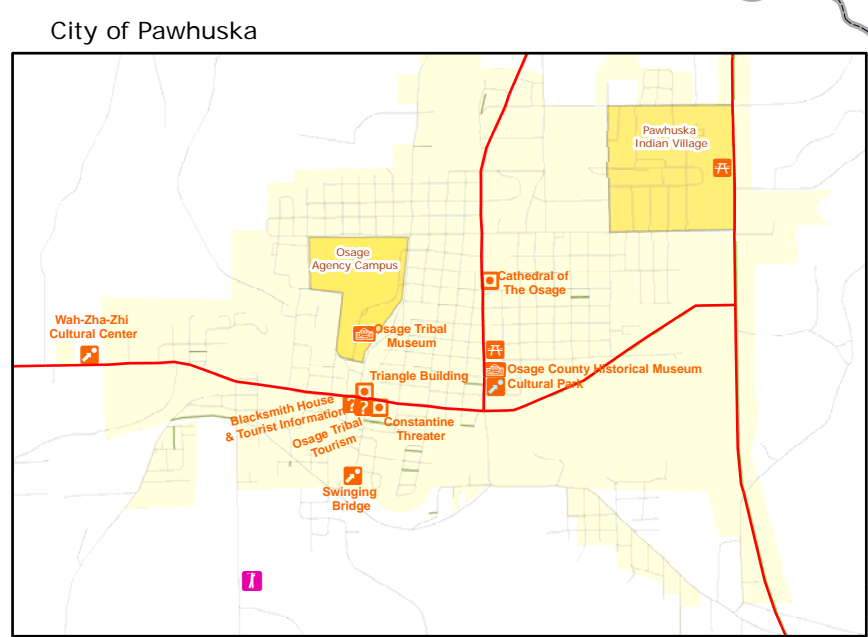 City of Pawhuska
Pawhuska
Indian Village
Osage
Agency Campus
Cathedral of
The Osage
Wah-Zha-Zhi
Cultural Center
Osage Tribal
Museum
Osage County Historical Museum
Triangle Building
Cultural Park
Blacksmith House
& Tourist Information
? ?
Constantine
Threater
Osage Tribal
Tourism
Swinging
Bridge